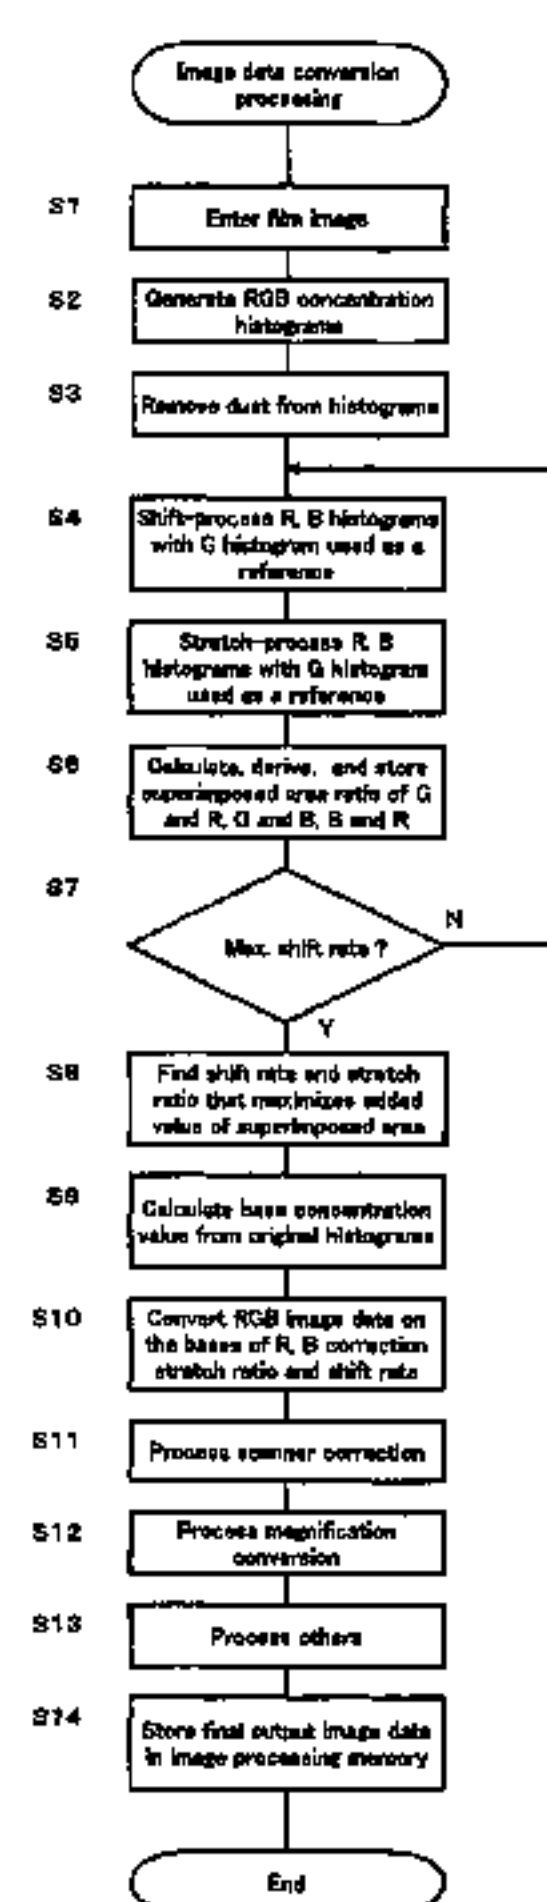 Image data conversion
processing
S1
Enter film image
S2
Generate RGB concentration
histograms
S3
Remove dust from histograms
S4
Shift-process R, B histograms
with G histogram used as a
reference
S5
Stretch-process R, B
histograms with G histogram
used as a reference
S6
Calculate, derive, and store
superimposed area ratio of G
and R, G and B, B and R
S7
Max. shift rate ?
N
Y
S8
Find shift rate and stretch
ratio that maximizes added
value of superimposed area
S9
Calculate base concentration
value from original histograms
S10
Convert RGB image data on
the bases of R, B correction
stretch ratio and shift rate
S11
Process scanner correction
S12
Process magnification
conversion
S13
Process others
S14
Store final output image data
in image processing memory
End